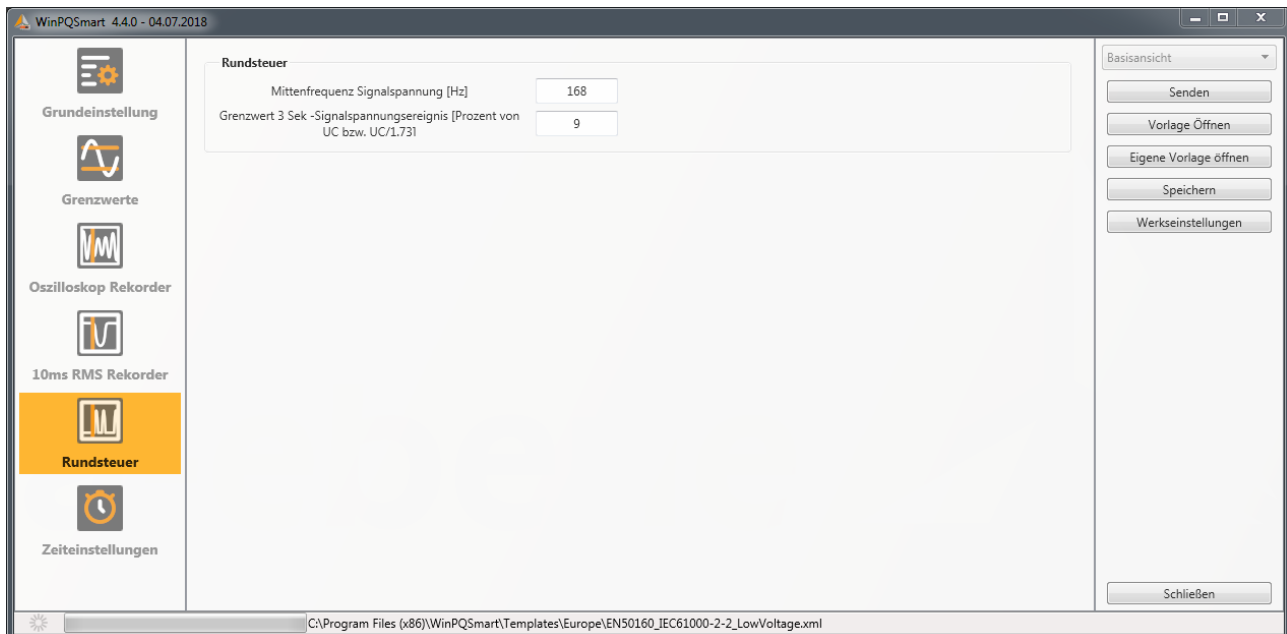 WinPQSmart 4.4.0 - 04.07.2018
Grundeinstellung
Grenzwerte
Oszilloskop Rekorder
10ms RMS Rekorder
Rundsteuer
Zeiteinstellungen
Rundsteuer
Mittenfrequenz Signalspannung [Hz]
168
Grenzwert 3 Sek -Signalspannungsereignis [Prozent von
UC bzw. UC/1.73]
9
Basisansicht
Senden
Vorlage Öffnen
Eigene Vorlage öffnen
Speichern
Werkseinstellungen
Schließen
C:\Program Files (x86)\WinPQSmart\Templates\Europe\EN50160_IEC61000-2-2_LowVoltage.xml